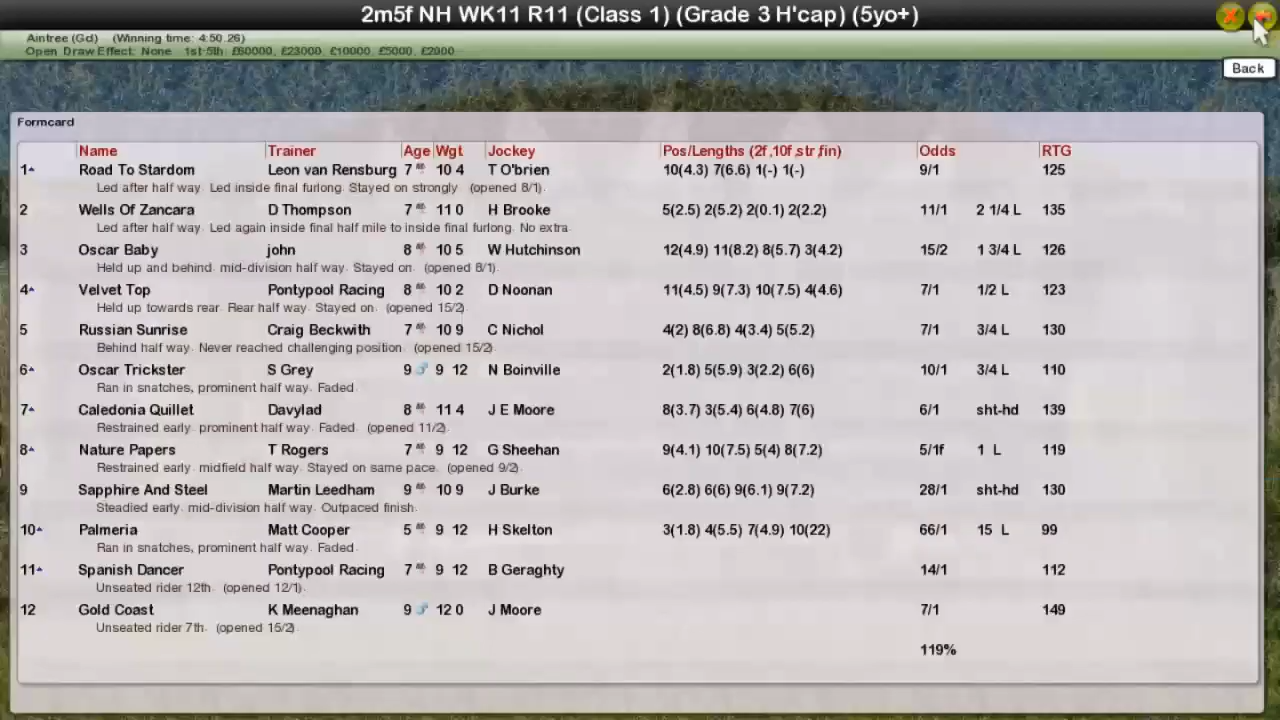 2m5f NH WK11 R11 (Class 1) (Grade 3 H'cap) (5yo+)
Aintree (Gd) (Winning time: 4:50.26)
Open Draw Effect: None 1st-5th: £60000, £23000, £10000, £5000, £2000
Back
Formcard
Name Trainer Age Wgt Jockey Pos/Lengths (2f,10f,str,fin) Odds RTG
1 Road To Stardom Leon van Rensburg 7 10 4 T O'brien 10(4.3) 7(6.6) 1(-) 1(-) 9/1 125
Led after half way. Led inside final furlong. Stayed on strongly (opened 8/1)
2 Wells Of Zancara D Thompson 7 11 0 H Brooke 5(2.5) 2(5.2) 2(0.1) 2(2.2) 11/1 2 1/4 L 135
Led after half way. Led again inside final half mile to inside final furlong. No extra
3 Oscar Baby john 8 10 5 W Hutchinson 12(4.9) 11(8.2) 8(5.7) 3(4.2) 15/2 1 3/4 L 126
Held up and behind. mid-division half way. Stayed on. (opened 8/1)
4 Velvet Top Pontypool Racing 8 10 2 D Noonan 11(4.5) 9(7.3) 10(7.5) 4(4.6) 7/1 1/2 L 123
Held up towards rear. Rear half way. Stayed on. (opened 15/2)
5 Russian Sunrise Craig Beckwith 7 10 9 C Nichol 4(2) 8(6.8) 4(3.4) 5(5.2) 7/1 3/4 L 130
Behind half way. Never reached challenging position (opened 15/2)
6 Oscar Trickster S Grey 9 9 12 N Boinville 2(1.8) 5(5.9) 3(2.2) 6(6) 10/1 3/4 L 110
Ran in snatches, prominent half way. Faded.
7 Caledonia Quillet Davylad 8 11 4 J E Moore 8(3.7) 3(5.4) 6(4.8) 7(6) 6/1 sht-hd 139
Restrained early. prominent half way. Faded. (opened 11/2)
8 Nature Papers T Rogers 7 9 12 G Sheehan 9(4.1) 10(7.5) 5(4) 8(7.2) 5/1f 1 L 119
Restrained early. midfield half way. Stayed on same pace. (opened 9/2)
9 Sapphire And Steel Martin Leedham 9 10 9 J Burke 6(2.8) 6(6) 9(6.1) 9(7.2) 28/1 sht-hd 130
Steadied early. mid-division half way. Outpaced finish.
10 Palmeria Matt Cooper 5 9 12 H Skelton 3(1.8) 4(5.5) 7(4.9) 10(22) 66/1 15 L 99
Ran in snatches, prominent half way. Faded.
11 Spanish Dancer Pontypool Racing 7 9 12 B Geraghty 14/1 112
Unseated rider 12th. (opened 12/1)
12 Gold Coast K Meenaghan 9 12 0 J Moore 7/1 149
Unseated rider 7th. (opened 15/2)
119%